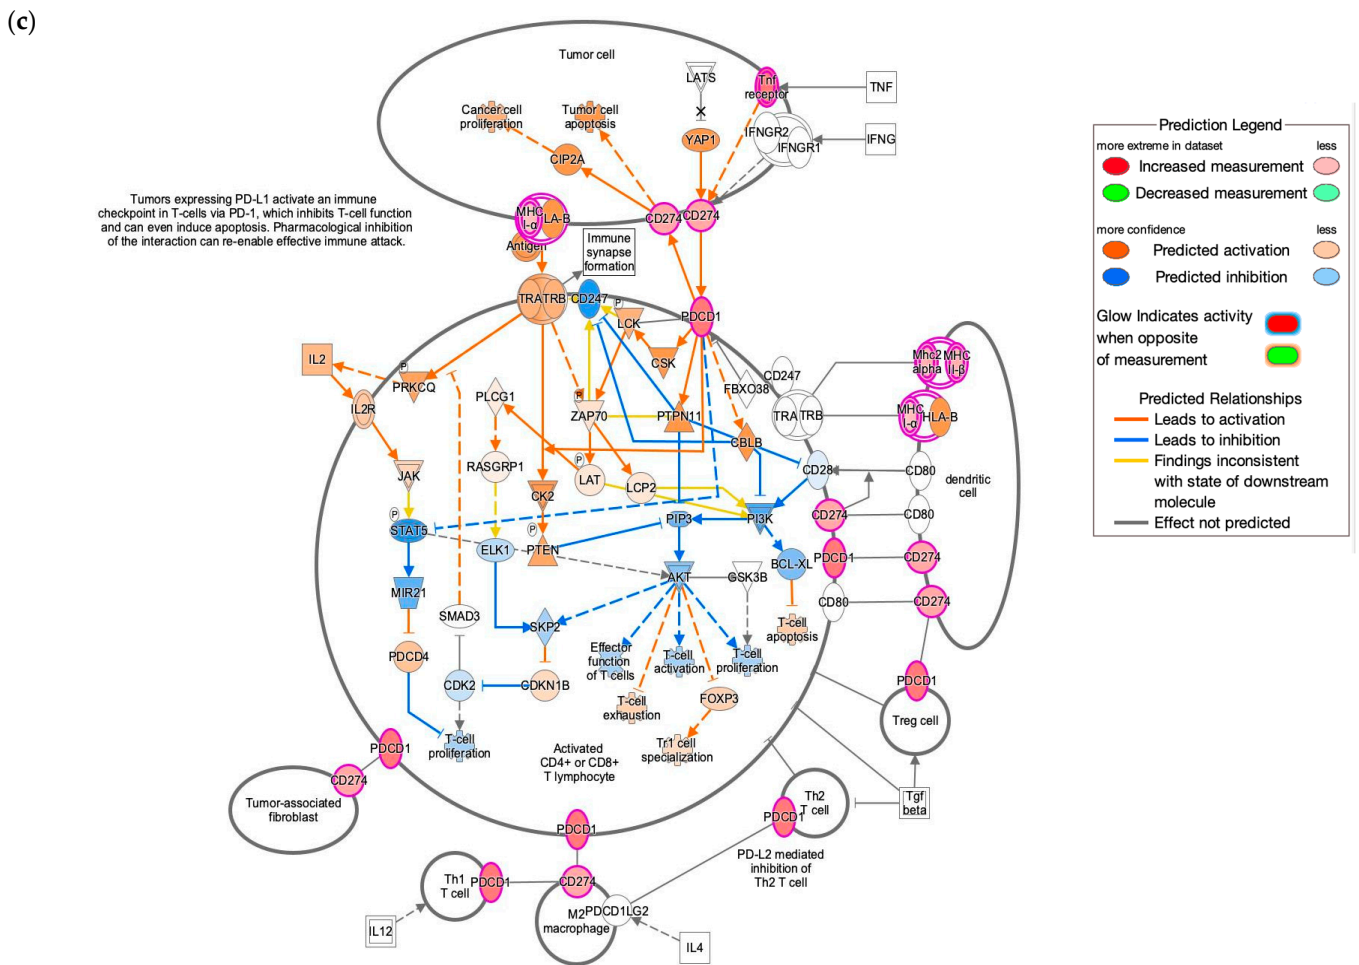 (c)
Tumor cell
LATS
Tnf
receptor
TNF
Cancer cell
proliferation
Tumor cell
apoptosis
YAP1
IFNGR2
IFNGR1
IFNG
CIP2A
Tumors expressing PD-L1 activate an immune
checkpoint in T-cells via PD-1, which inhibits T-cell function
and can even induce apoptosis. Pharmacological inhibition
of the interaction can re-enable effective immune attack.
MHC
I-α
LA-B
CD274
CD274
Antigen
Immune
synapse
formation
TRA
TRB
CD247
P
LCK
PDCD1
CSK
IL2
P
PRKCQ
IL2R
PLCG1
P
ZAP70
PTPN11
FBXO38
CD247
CBLB
TRA
TRB
Mhc2
alpha
MHC
II-β
MHC
I-α
HLA-B
RASGRP1
JAK
P
LAT
LCP2
CD28
CD80
dendritic
cell
CK2
P
STAT5
P
PTEN
PIP3
PI3K
CD274
CD80
ELK1
BCL-XL
PDCD1
CD274
MIR21
AKT
GSK3B
CD80
CD274
SMAD3
SKP2
T-cell
apoptosis
PDCD4
Effector
function
of T cells
T-cell
activation
T-cell
proliferation
CDK2
CDKN1B
T-cell
exhaustion
FOXP3
PDCD1
Treg cell
T-cell
proliferation
Activated
CD4+ or CD8+
T lymphocyte
Tr1 cell
specialization
PDCD1
CD274
Tumor-associated
fibroblast
Th2
T cell
PDCD1
Tgf
beta
PDCD1
PD-L2 mediated
inhibition of
Th2 T cell
Th1
T cell
PDCD1
CD274
M2
macrophage
PDCD1LG2
IL12
IL4
Prediction Legend
more extreme in dataset
less
Increased measurement
Decreased measurement
more confidence
less
Predicted activation
Predicted inhibition
Glow Indicates activity
when opposite
of measurement
Predicted Relationships
Leads to activation
Leads to inhibition
Findings inconsistent
with state of downstream
molecule
Effect not predicted